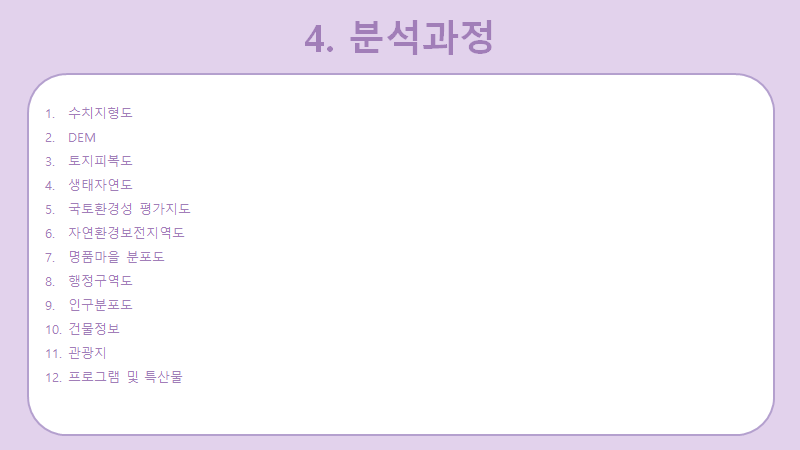 4. 분석과정
1. 수치지형도
2. DEM
3. 토지피복도
4. 생태자연도
5. 국토환경성 평가지도
6. 자연환경보전지역도
7. 명품마을 분포도
8. 행정구역도
9. 인구분포도
10. 건물정보
11. 관광지
12. 프로그램 및 특산물